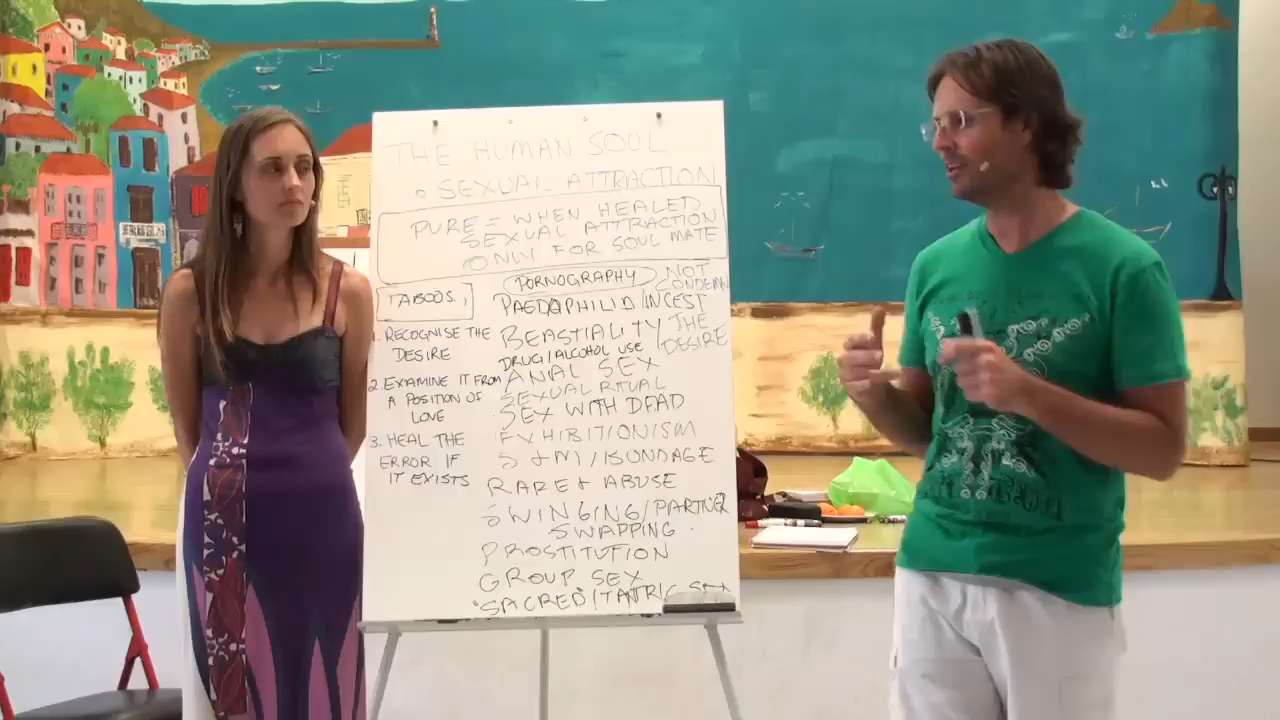 THE HUMAN SOUL
• SEXUAL ATTRACTION
PURE = WHEN HEALED
SEXUAL ATTRACTION
ONLY FOR SOUL MATE
TABOOS,
1. RECOGNISE THE
DESIRE
2. EXAMINE IT FROM
A POSITION OF
LOVE
3. HEAL THE
ERROR IF
IT EXISTS
PORNOGRAPHY
PAEDOPHILIA/INCEST
BEASTIALITY
DRUG/ALCOHOL USE
ANAL SEX
SEXUAL RITUAL
SEX WITH DEAD
EXHIBITIONISM
S+M/BONDAGE
RAPE + ABUSE
SWINGING/PARTNER
SWAPPING
PROSTITUTION
GROUP SEX
'SACRED'/TANTRIC SEX
NOT
CONDEMN
THE
DESIRE